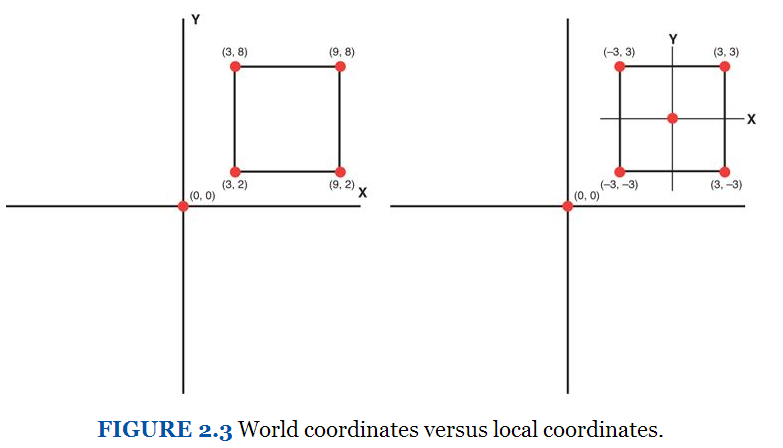 Y
(3, 8) (9, 8)
(3, 2) (9, 2) X
(0, 0)
Y
(–3, 3) (3, 3)
X
(–3, –3) (3, –3)
(0, 0)
FIGURE 2.3 World coordinates versus local coordinates.